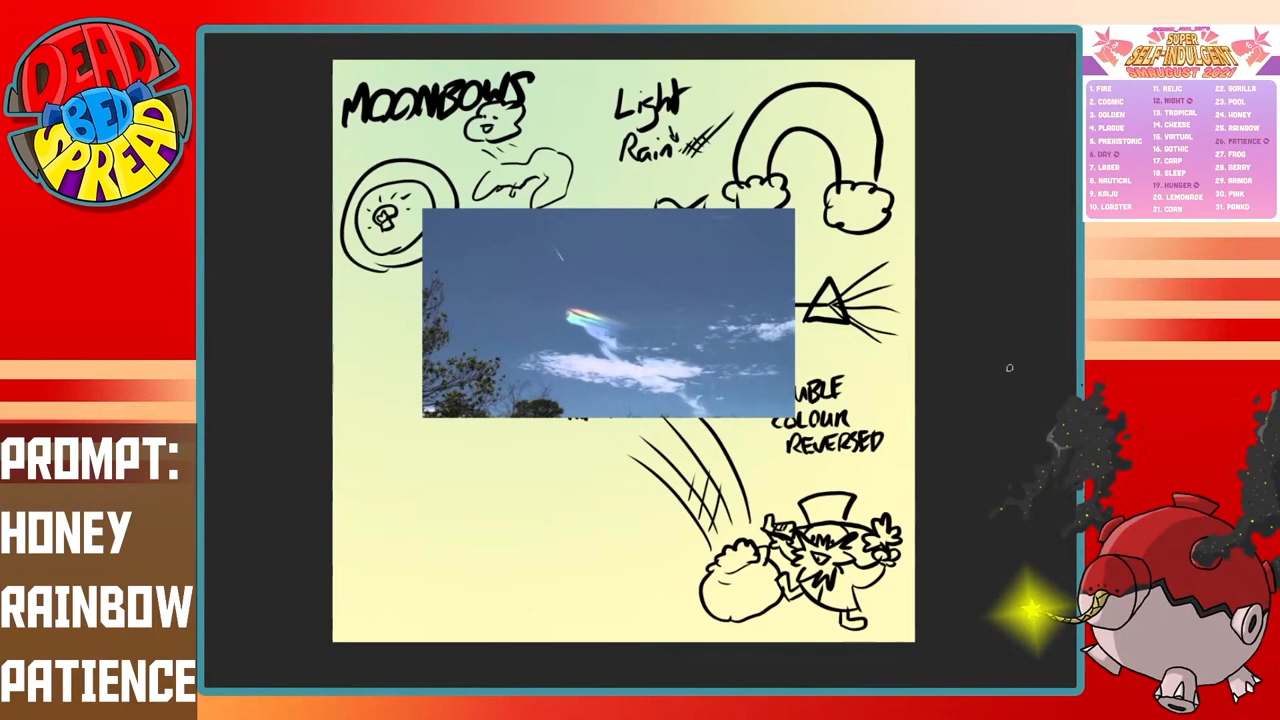 DEAD
BED
SPREAD
MOONBOWS
Light
Rain
UBLE
COLOUR
REVERSED
SUPER
SELF-INDULGENT
SMAUGUST 2021
1. FIRE
2. COSMIC
3. GOLDEN
4. PLAGUE
5. PREHISTORIC
6. DAY
7. LASER
8. NAUTICAL
9. KAIJU
10. LOBSTER
11. RELIC
12. NIGHT
13. TROPICAL
14. CHEESE
15. VIRTUAL
16. GOTHIC
17. CARP
18. SLEEP
19. HUNGER
20. LEMONADE
21. CORN
22. GORILLA
23. POOL
24. HONEY
25. RAINBOW
26. PATIENCE
27. FROG
28. BERRY
29. ARMOR
30. PINK
31. PANKO
PROMPT:
HONEY
RAINBOW
PATIENCE